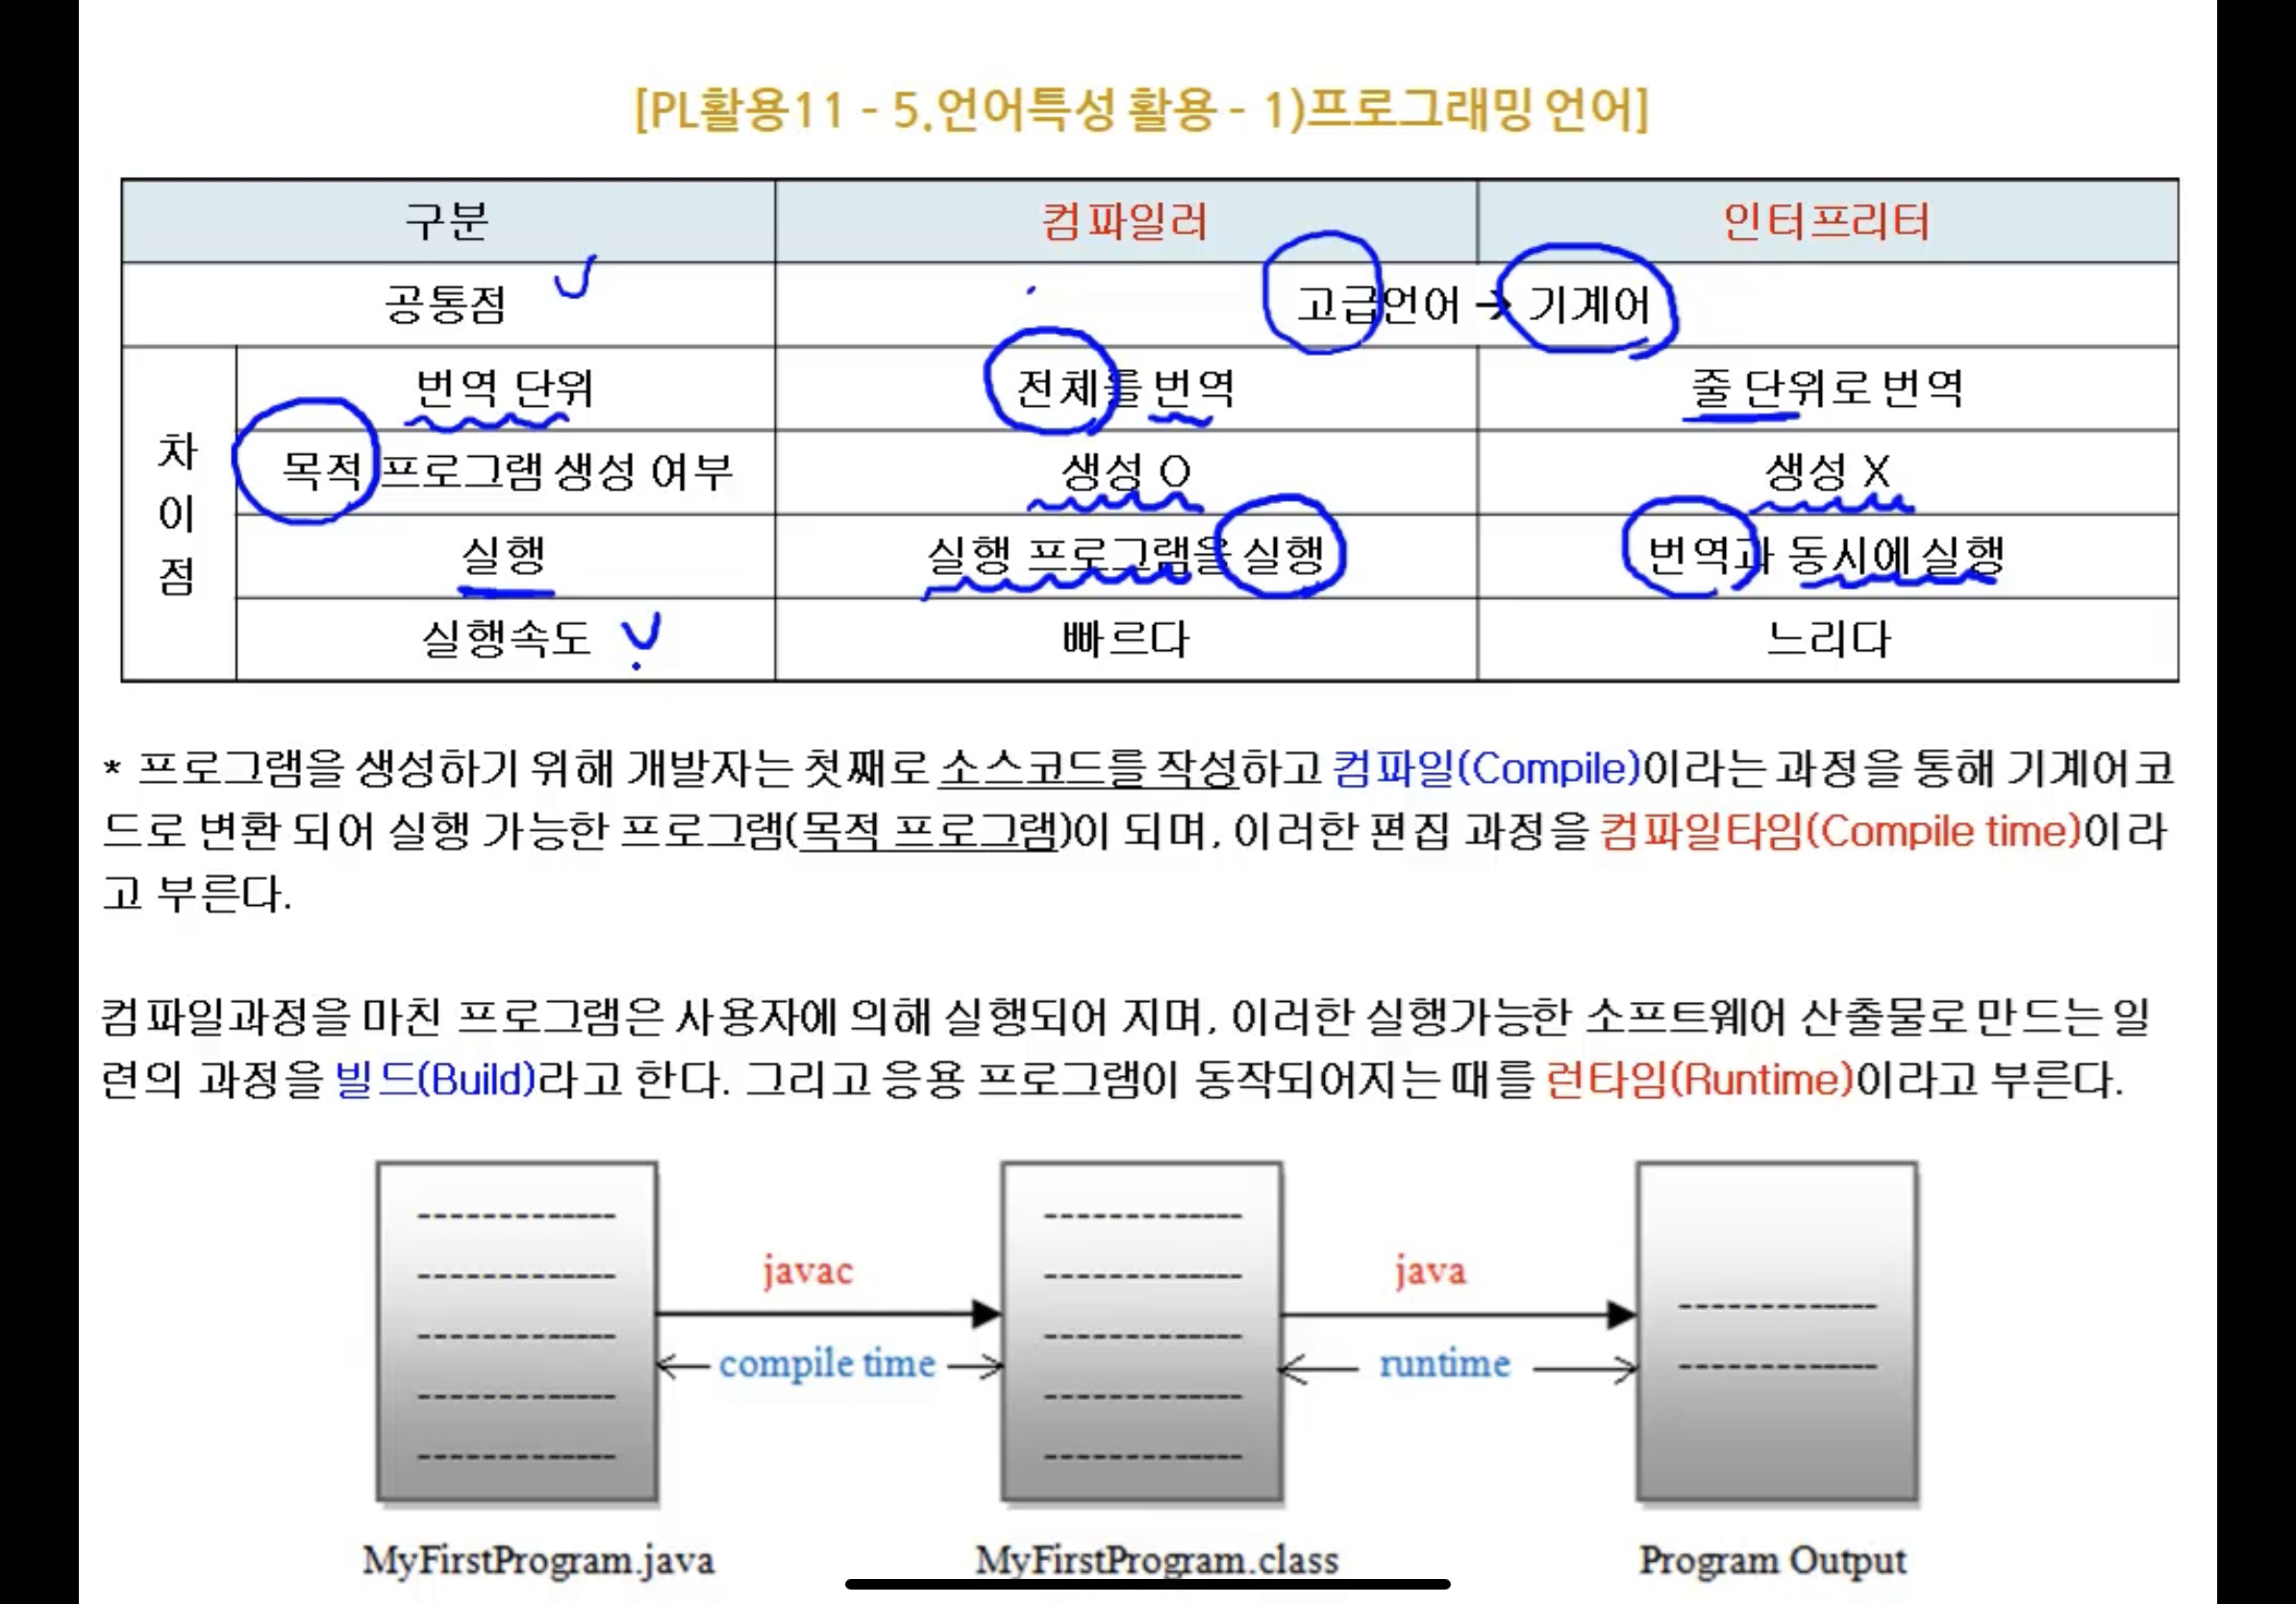 [PL활용11 - 5.언어특성 활용 - 1)프로그래밍 언어]
구분 컴파일러 인터프리터
공통점 고급언어 → 기계어
차이점
번역 단위 전체를 번역 줄 단위로 번역
목적 프로그램 생성 여부 생성 O 생성 X
실행 실행 프로그램을 실행 번역과 동시에 실행
실행속도 빠르다 느리다
* 프로그램을 생성하기 위해 개발자는 첫째로 소스코드를 작성하고 컴파일(Compile)이라는 과정을 통해 기계어코
드로 변환 되어 실행 가능한 프로그램(목적 프로그램)이 되며, 이러한 편집 과정을 컴파일타임(Compile time)이라
고 부른다.
컴파일과정을 마친 프로그램은 사용자에 의해 실행되어 지며, 이러한 실행가능한 소프트웨어 산출물로 만드는 일
련의 과정을 빌드(Build)라고 한다. 그리고 응용 프로그램이 동작되어지는 때를 런타임(Runtime)이라고 부른다.
javac java
compile time runtime
MyFirstProgram.java MyFirstProgram.class Program Output